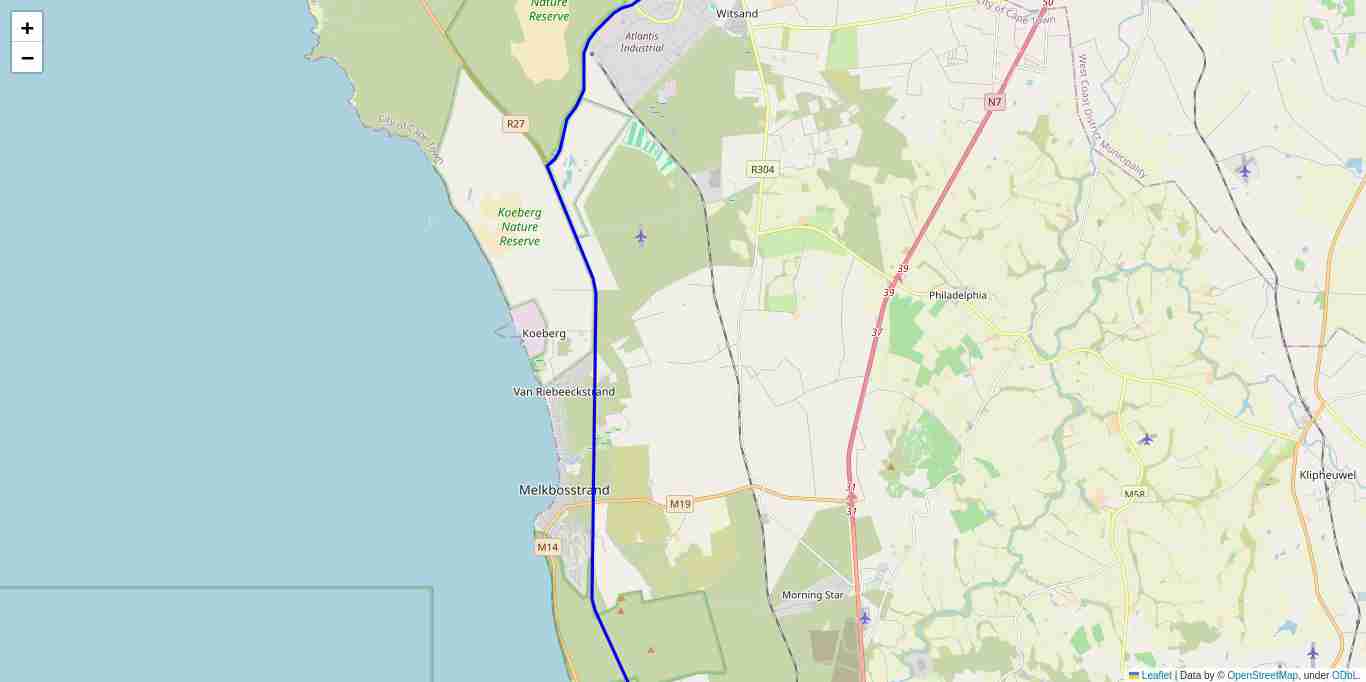 +
−
Nature
Reserve
Witsand
City of Cape Town
50
Atlantis
Industrial
West Coast District Municipality
N7
R27
City of Cape Town
R304
Koeberg
Nature
Reserve
39
39
Philadelphia
37
Koeberg
Van Riebeeckstrand
Klipheuwel
Melkbosstrand
31
M58
M19
31
M14
Morning Star
Leaflet | Data by © OpenStreetMap, under ODbL.